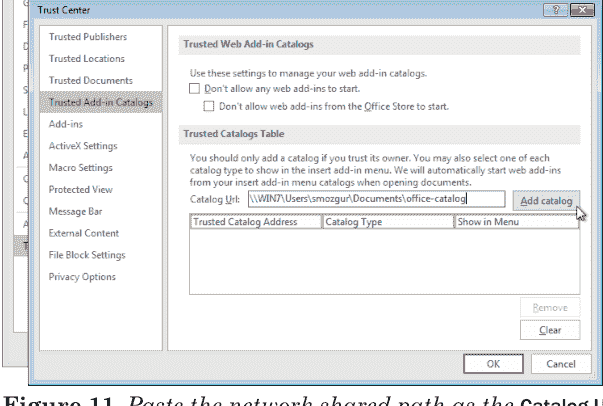 Trust Center
Trusted Publishers
Trusted Locations
Trusted Documents
Trusted Add-in Catalogs
Add-ins
ActiveX Settings
Macro Settings
Protected View
Message Bar
External Content
File Block Settings
Privacy Options
Trusted Web Add-in Catalogs
Use these settings to manage your web add-in catalogs.
Don't allow any web add-ins to start.
Don't allow web add-ins from the Office Store to start.
Trusted Catalogs Table
You should only add a catalog if you trust its owner. You may also select one of each
catalog type to show in the insert add-in menu. We will automatically start web add-ins
from your insert add-in menu catalogs when opening documents.
Catalog Url: \\WIN7\Users\smozgur\Documents\office-catalog Add catalog
Trusted Catalog Address Catalog Type Show in Menu
Remove
Clear
OK Cancel
Figure 11. Paste the network shared path as the Catalog U